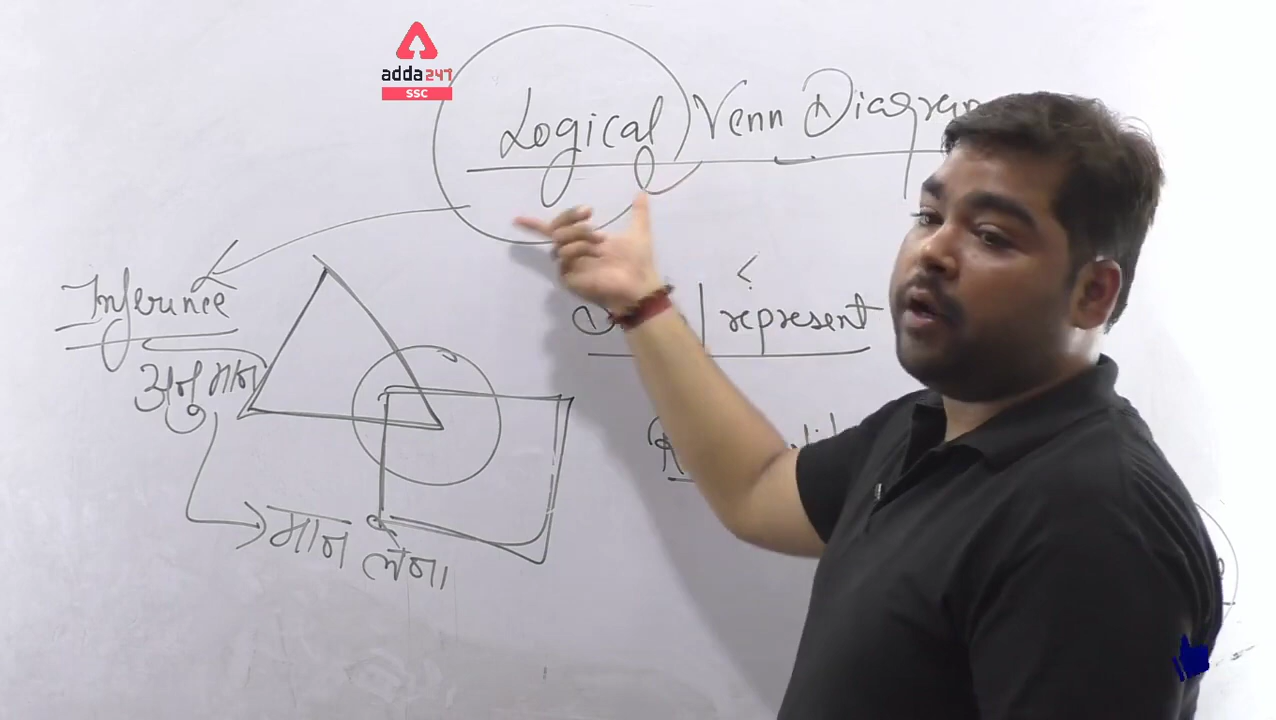 adda247
SSC
Logical Venn Diagram
Inference
represent
अनुमान
मान लेना